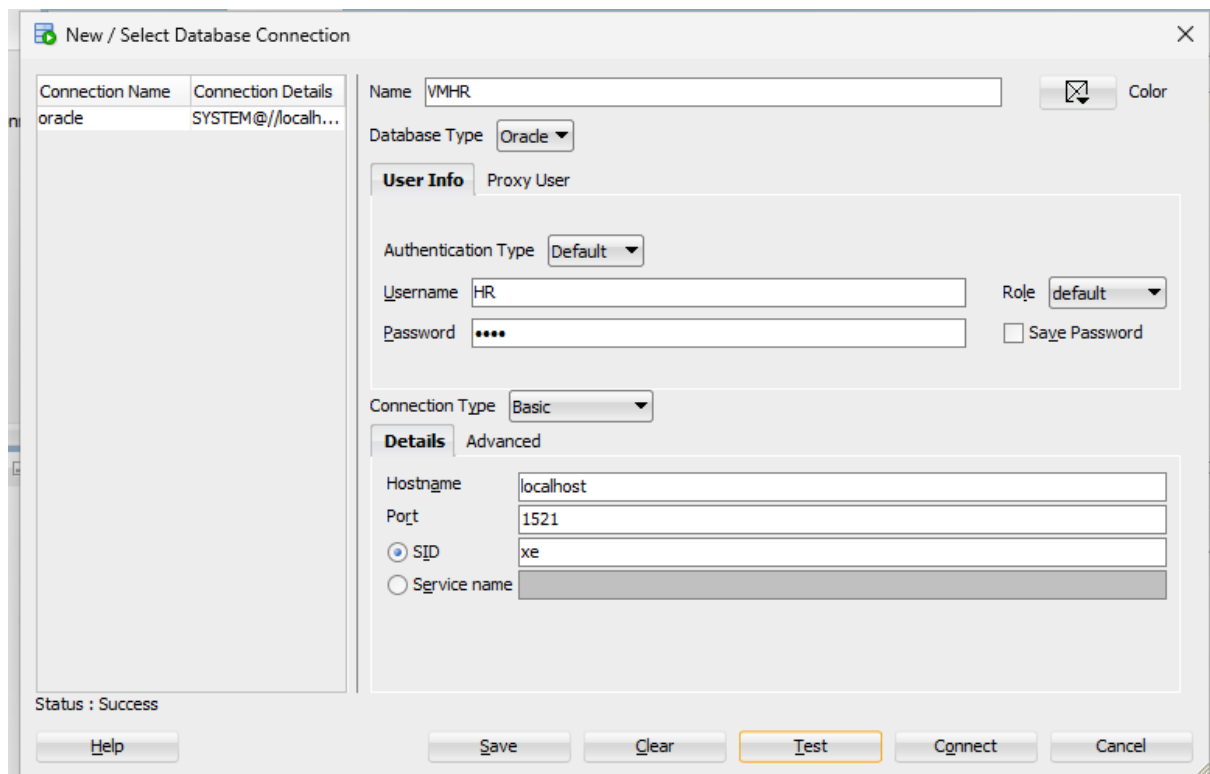 New / Select Database Connection
Connection Name Connection Details
oracle SYSTEM@//localh...
Name VMHR Color
Database Type Oracle
User Info Proxy User
Authentication Type Default
Username HR Role default
Password •••• Save Password
Connection Type Basic
Details Advanced
Hostname localhost
Port 1521
SID xe
Service name
Status : Success
Help Save Clear Test Connect Cancel